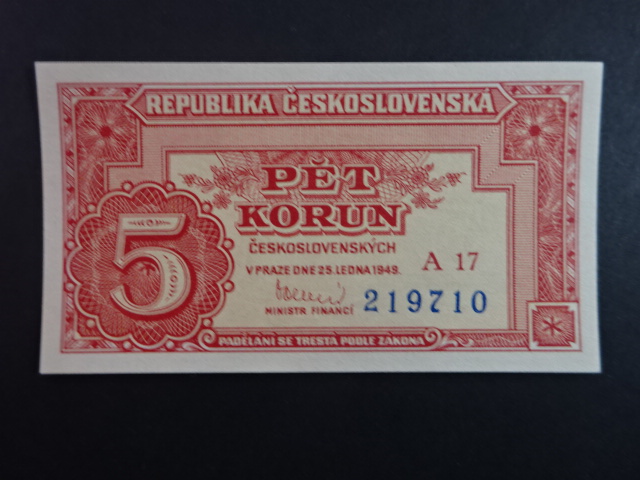 REPUBLIKA ČESKOSLOVENSKÁ
PĚT
KORUN
5
ČESKOSLOVENSKÝCH
V PRAZE DNE 25. LEDNA 1949.
A 17
219710
MINISTR FINANCÍ
PADĚLÁNÍ SE TRESTÁ PODLE ZÁKONA